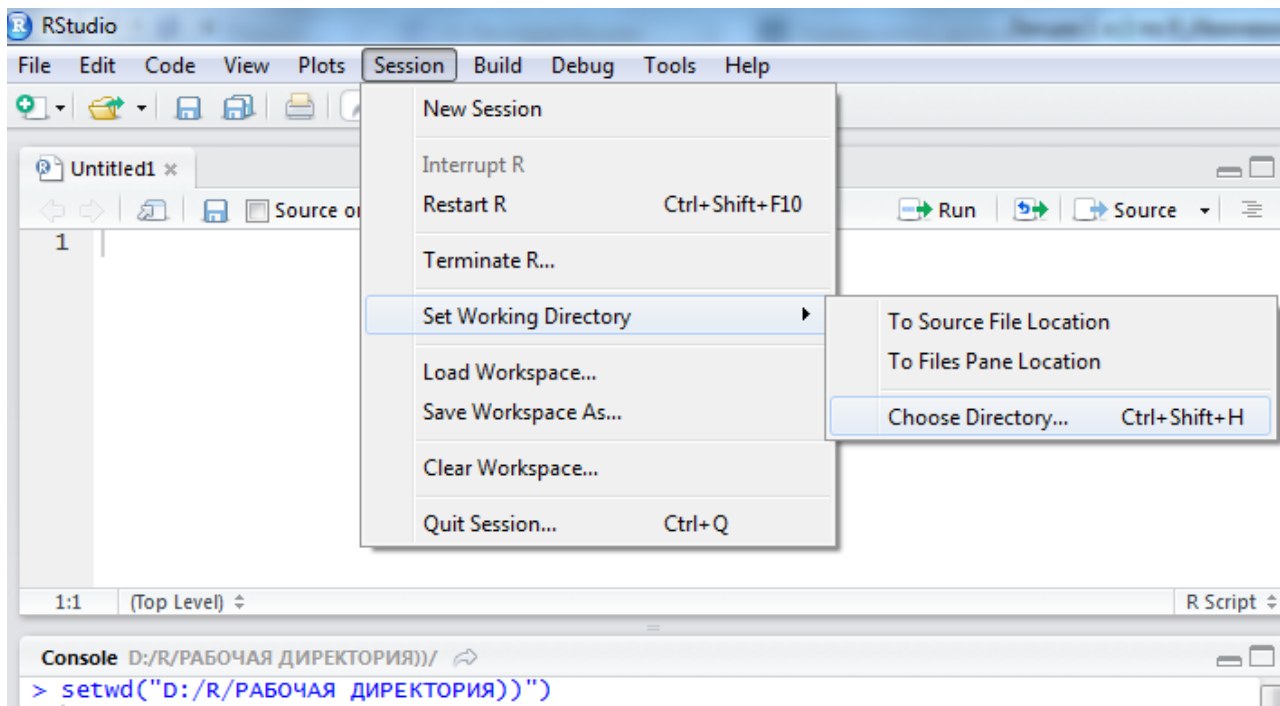 RStudio
File Edit Code View Plots Session Build Debug Tools Help
New Session
Untitled1
Interrupt R
Source
Restart R Ctrl+Shift+F10
Run Source
1
Terminate R...
Set Working Directory
To Source File Location
To Files Pane Location
Load Workspace...
Save Workspace As...
Choose Directory... Ctrl+Shift+H
Clear Workspace...
Quit Session... Ctrl+Q
1:1 (Top Level) R Script
Console D:/R/РАБОЧАЯ ДИРЕКТОРИЯ))/
> setwd("D:/R/РАБОЧАЯ ДИРЕКТОРИЯ))")